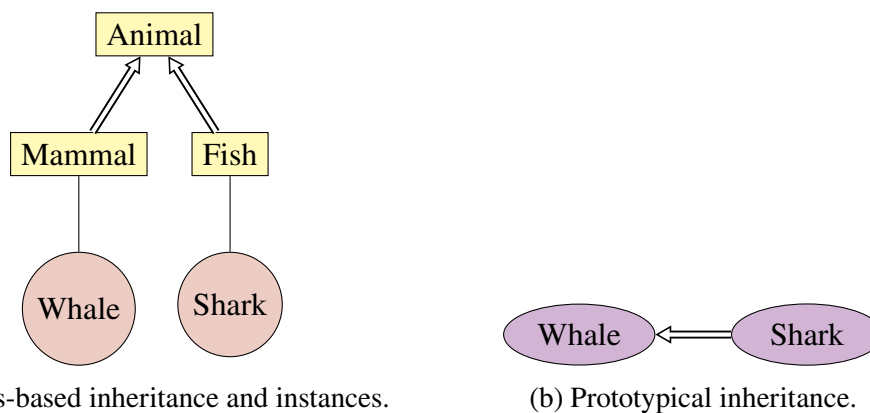 Animal
Mammal
Fish
Whale
Shark
s-based inheritance and instances.
Whale
Shark
(b) Prototypical inheritance.